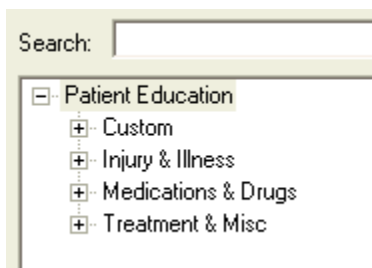 Search:
Patient Education
Custom
Injury & Illness
Medications & Drugs
Treatment & Misc